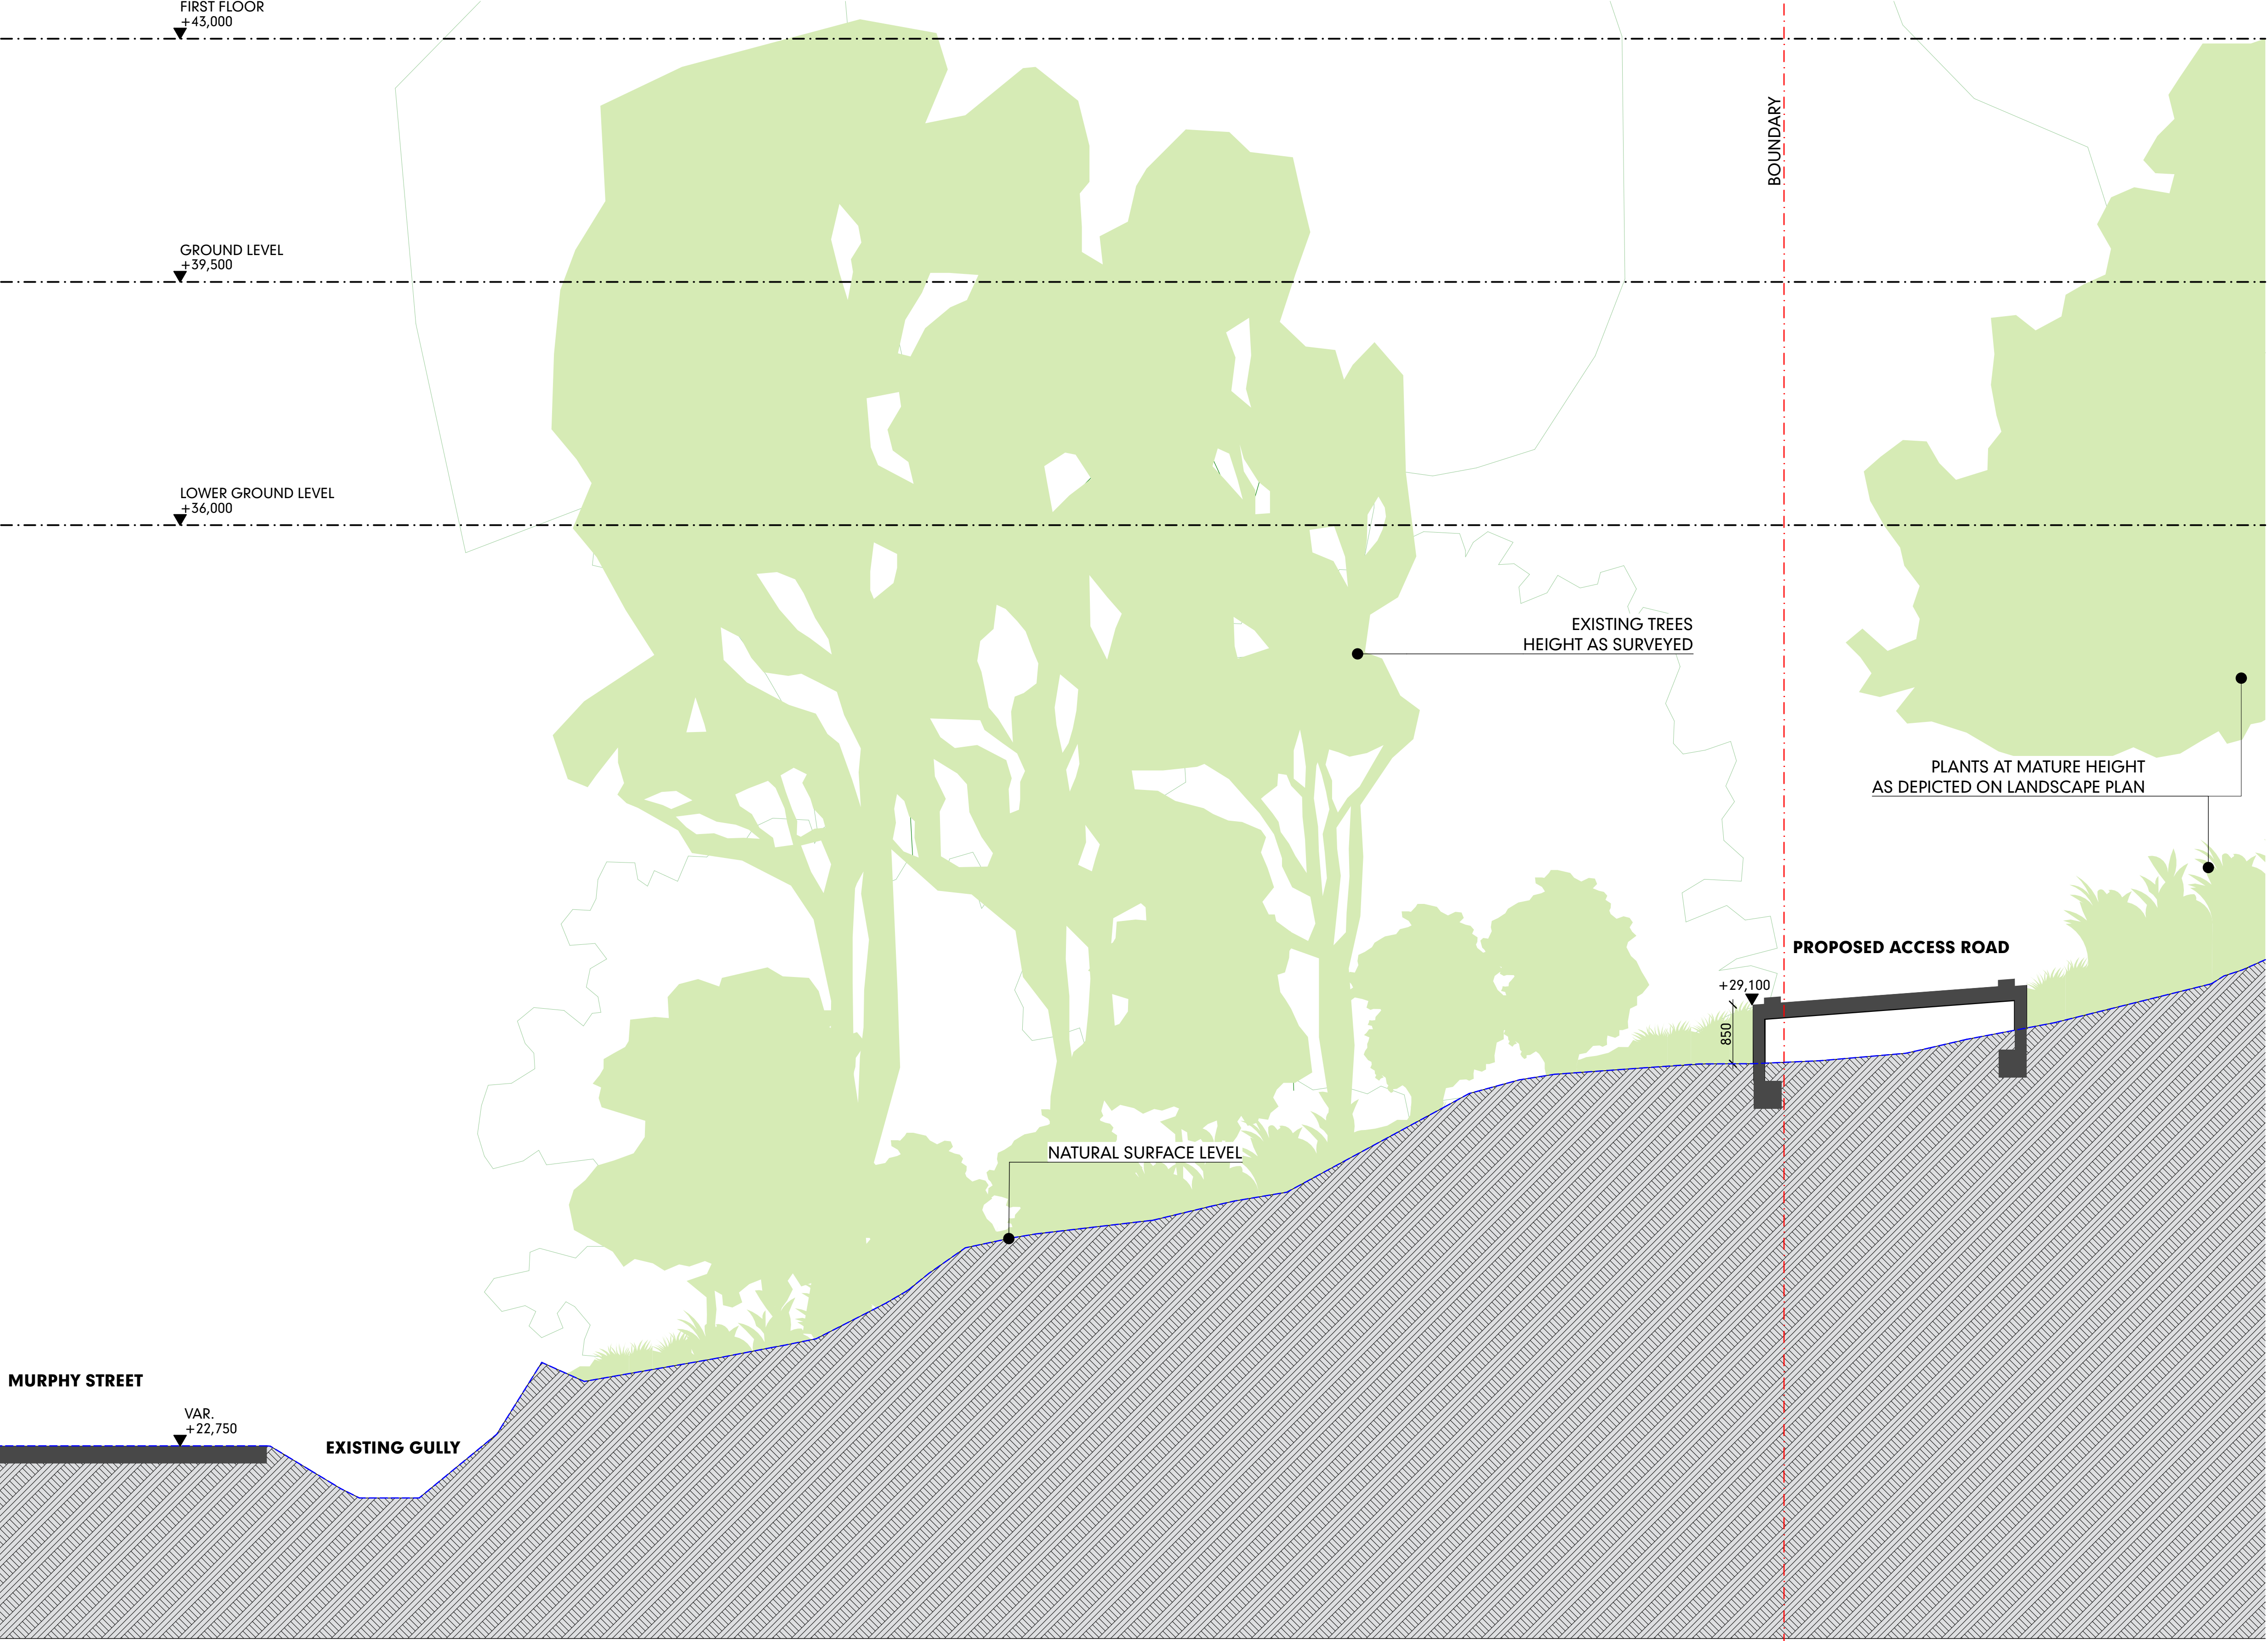 FIRST FLOOR
+43,000
BOUNDARY
GROUND LEVEL
+39,500
LOWER GROUND LEVEL
+36,000
EXISTING TREES
HEIGHT AS SURVEYED
PLANTS AT MATURE HEIGHT
AS DEPICTED ON LANDSCAPE PLAN
PROPOSED ACCESS ROAD
+29,100
850
NATURAL SURFACE LEVEL
MURPHY STREET
VAR.
+22,750
EXISTING GULLY